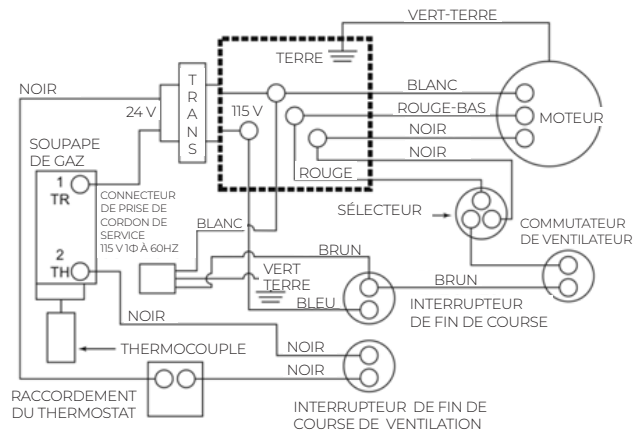 VERT-TERRE
TERRE
NOIR
TRANS
24 V
115 V
BLANC
ROUGE-BAS
MOTEUR
NOIR
NOIR
SOUPAPE
DE GAZ
1
TR
ROUGE
CONNECTEUR
DE PRISE DE
CORDON DE
SERVICE
115 V 1Φ À 60HZ
BLANC
SÉLECTEUR
COMMUTATEUR
DE VENTILATEUR
2
TH
BRUN
VERT
TERRE
BRUN
BLEU
INTERRUPTEUR
DE FIN DE COURSE
NOIR
THERMOCOUPLE
NOIR
NOIR
RACCORDEMENT
DU THERMOSTAT
INTERRUPTEUR DE FIN DE
COURSE DE VENTILATION